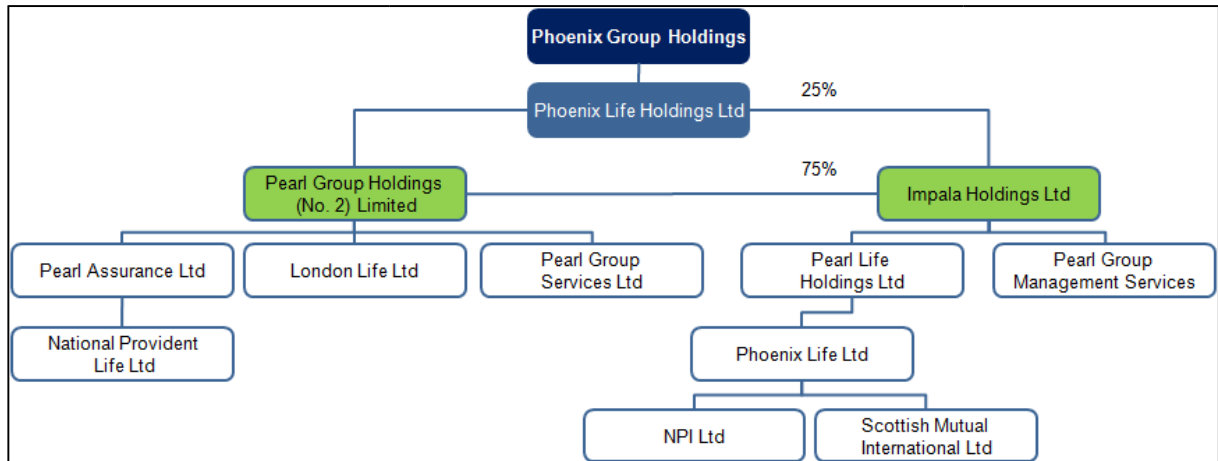 Phoenix Group Holdings
Phoenix Life Holdings Ltd
25%
Pearl Group Holdings
(No. 2) Limited
75%
Impala Holdings Ltd
Pearl Assurance Ltd
London Life Ltd
Pearl Group
Services Ltd
Pearl Life
Holdings Ltd
Pearl Group
Management Services
National Provident
Life Ltd
Phoenix Life Ltd
NPI Ltd
Scottish Mutual
International Ltd